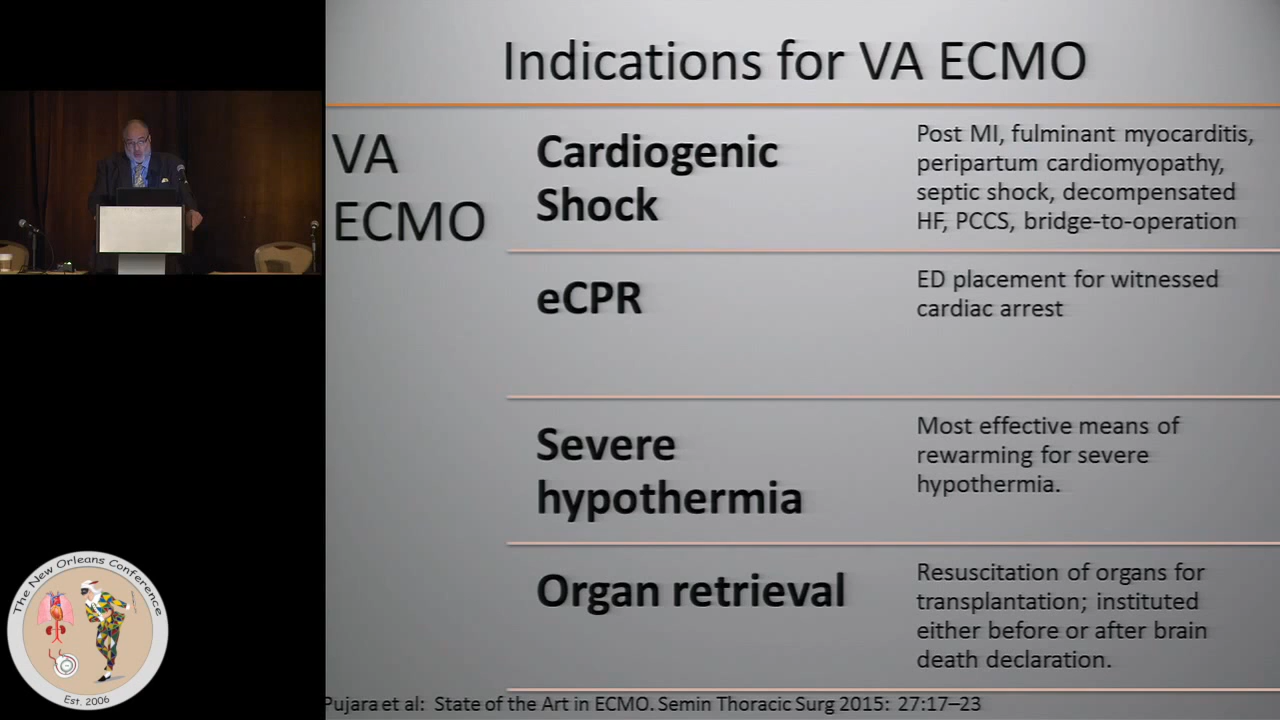 Indications for VA ECMO
VA
ECMO
Cardiogenic
Shock
Post MI, fulminant myocarditis,
peripartum cardiomyopathy,
septic shock, decompensated
HF, PCCS, bridge-to-operation
eCPR
ED placement for witnessed
cardiac arrest
Severe
hypothermia
Most effective means of
rewarming for severe
hypothermia.
Organ retrieval
Resuscitation of organs for
transplantation; instituted
either before or after brain
death declaration.
Pujara et al: State of the Art in ECMO. Semin Thoracic Surg 2015: 27:17–23
The New Orleans Conference
Est. 2006